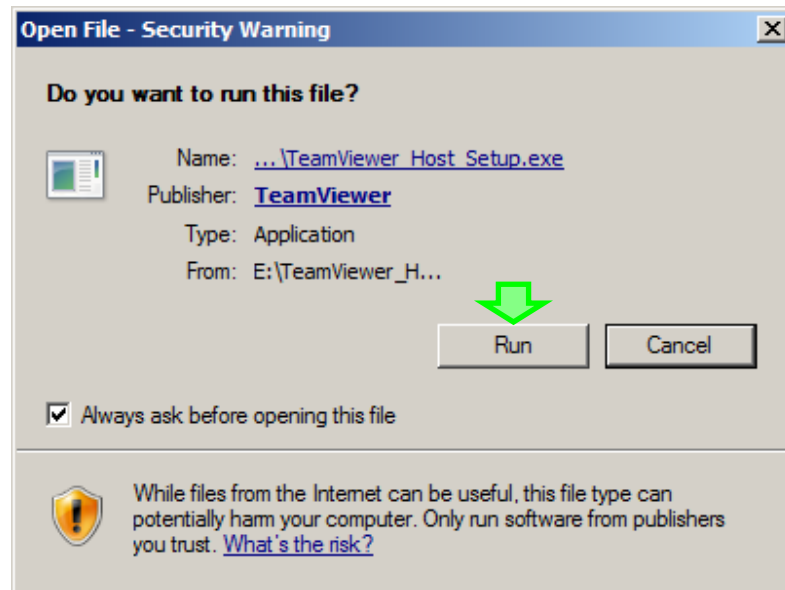 Open File - Security Warning
Do you want to run this file?
Name: ...\TeamViewer_Host_Setup.exe
Publisher: TeamViewer
Type: Application
From: E:\TeamViewer_H...
Run Cancel
Always ask before opening this file
While files from the Internet can be useful, this file type can
potentially harm your computer. Only run software from publishers
you trust. What's the risk?